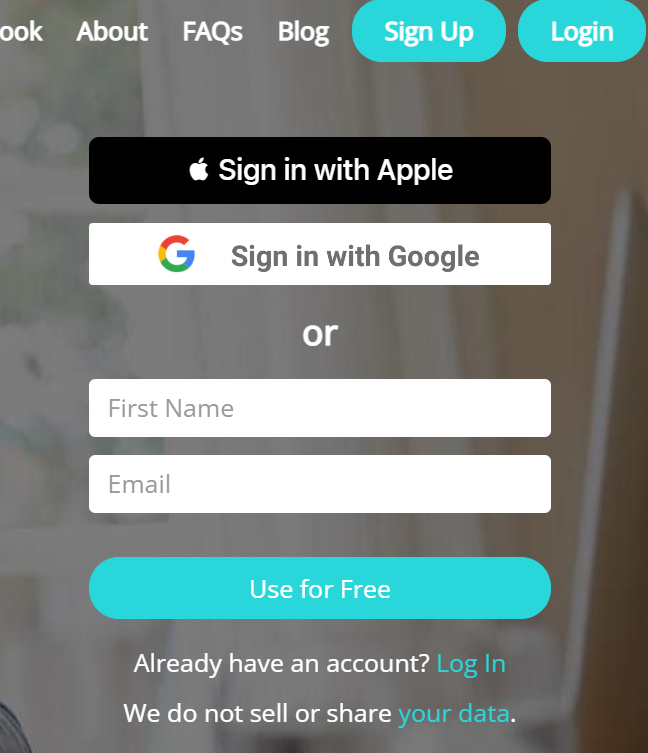 ook About FAQs Blog Sign Up Login
Sign in with Apple
Sign in with Google
or
First Name
Email
Use for Free
Already have an account? Log In
We do not sell or share your data.